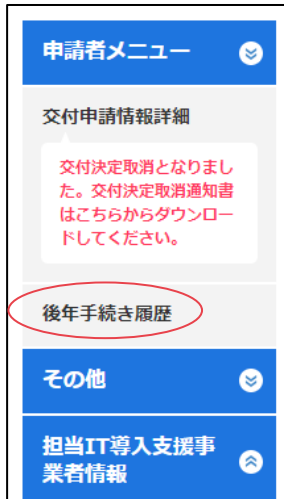 申請者メニュー
交付申請情報詳細
交付決定取消となりまし
た。交付決定取消通知書
はこちらからダウンロー
ドしてください。
後年手続き履歴
その他
担当IT導入支援事
業者情報